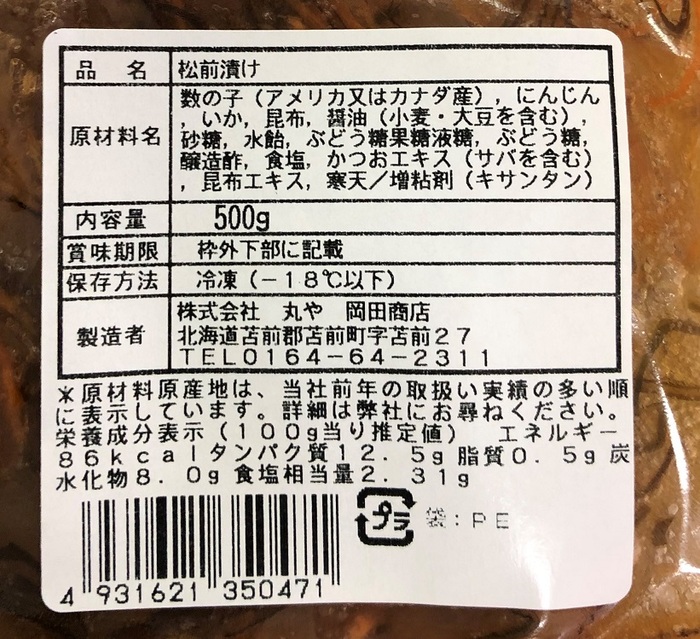 品 名 松前漬け
原材料名 数の子(アメリカ又はカナダ産),にんじん
,いか,昆布,醤油(小麦・大豆を含む),
砂糖,水飴,ぶどう糖果糖液糖,ぶどう糖,
醸造酢,食塩,かつおエキス(サバを含む)
,昆布エキス,寒天/増粘剤(キサンタン)
内容量 500g
賞味期限 枠外下部に記載
保存方法 冷凍(-18℃以下)
製造者 株式会社 丸や 岡田商店
北海道苫前郡苫前町字苫前27
TEL0164-64-2311
*原材料原産地は、当社前年の取扱い実績の多い順
に表示しています。詳細は弊社にお尋ねください。
栄養成分表示(100g当り推定値) エネルギー
86kcalタンパク質12.5g脂質0.5g炭
水化物8.0g食塩相当量2.31g
プラ 袋:PE
4 931621 350471